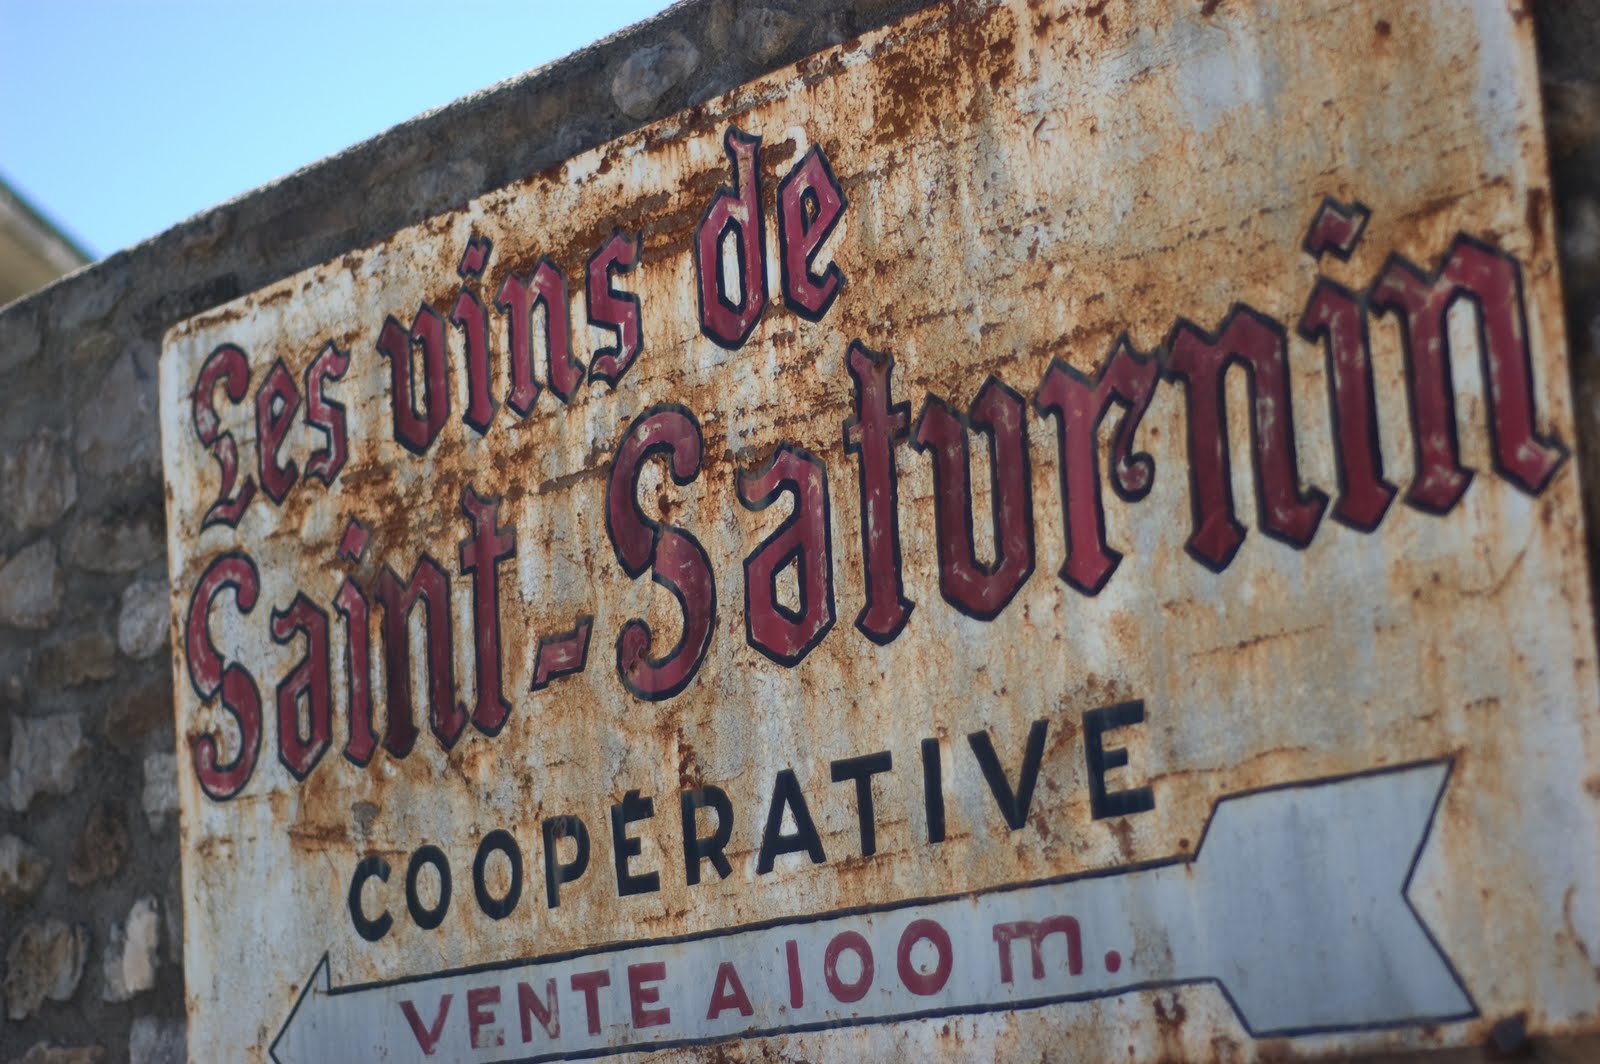 Les vins de
Saint-Saturnin
COOPÉRATIVE
VENTE A 100 m.